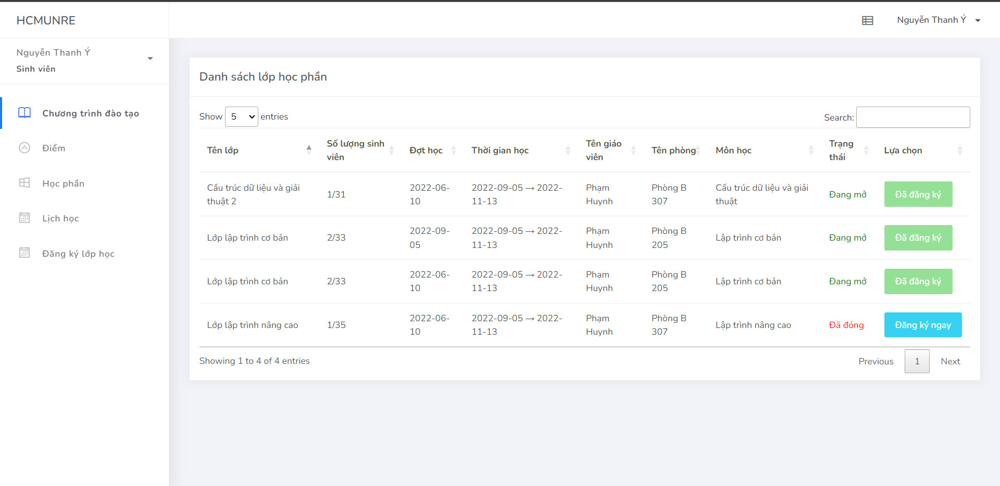 HCMUNRE
Nguyễn Thanh Ý
Nguyễn Thanh Ý
Sinh viên
Chương trình đào tạo
Điểm
Học phần
Lịch học
Đăng ký lớp học
Danh sách lớp học phần
Show 5 entries
Search:
Tên lớp
Số lượng sinh
viên
Đợt học
Thời gian học
Tên giáo
viên
Tên phòng
Môn học
Trạng
thái
Lựa chọn
Cấu trúc dữ liệu và giải
thuật 2
1/31
2022-06-
10
2022-09-05 → 2022-
11-13
Phạm
Huynh
Phòng B
307
Cấu trúc dữ liệu và giải
thuật
Đang mở
Đã đăng ký
Lớp lập trình cơ bản
2/33
2022-09-
05
2022-09-05 → 2022-
11-13
Phạm
Huynh
Phòng B
205
Lập trình cơ bản
Đang mở
Đã đăng ký
Lớp lập trình cơ bản
2/33
2022-06-
10
2022-09-05 → 2022-
11-13
Phạm
Huynh
Phòng B
205
Lập trình cơ bản
Đang mở
Đã đăng ký
Lớp lập trình nâng cao
1/35
2022-06-
10
2022-09-05 → 2022-
11-13
Phạm
Huynh
Phòng B
307
Lập trình nâng cao
Đã đóng
Đăng ký ngay
Showing 1 to 4 of 4 entries
Previous 1 Next